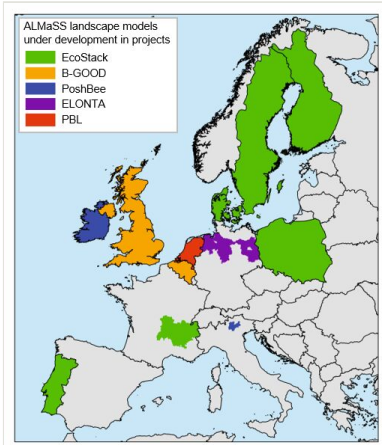 ALMaSS landscape models
under development in projects
EcoStack
B-GOOD
PoshBee
ELONTA
PBL